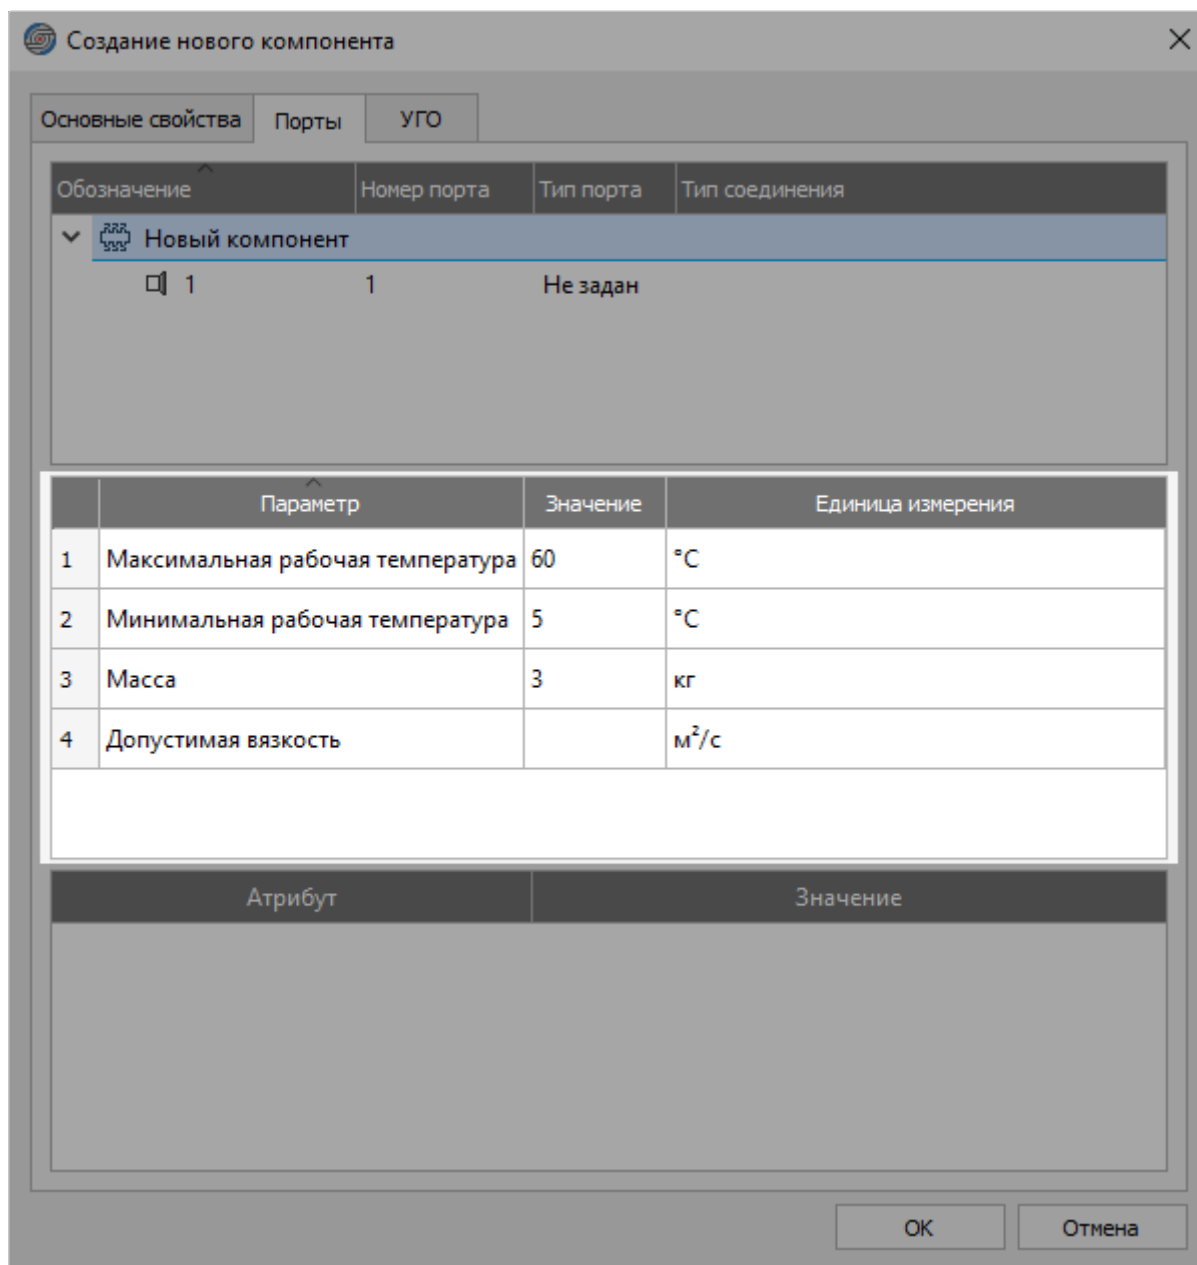 Создание нового компонента
Основные свойства Порты УГО
Обозначение Номер порта Тип порта Тип соединения
Новый компонент
1 1 Не задан
Параметр Значение Единица измерения
1 Максимальная рабочая температура 60 °C
2 Минимальная рабочая температура 5 °C
3 Масса 3 кг
4 Допустимая вязкость м²/с
Атрибут Значение
ОК Отмена